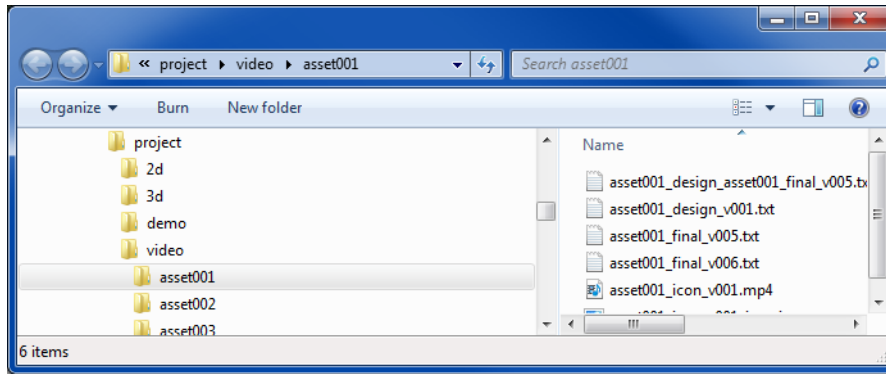 « project video asset001
Search asset001
Organize Burn New folder
project
2d
3d
demo
video
asset001
asset002
asset003
Name
asset001_design_asset001_final_v005.tx
asset001_design_v001.txt
asset001_final_v005.txt
asset001_final_v006.txt
asset001_icon_v001.mp4
6 items